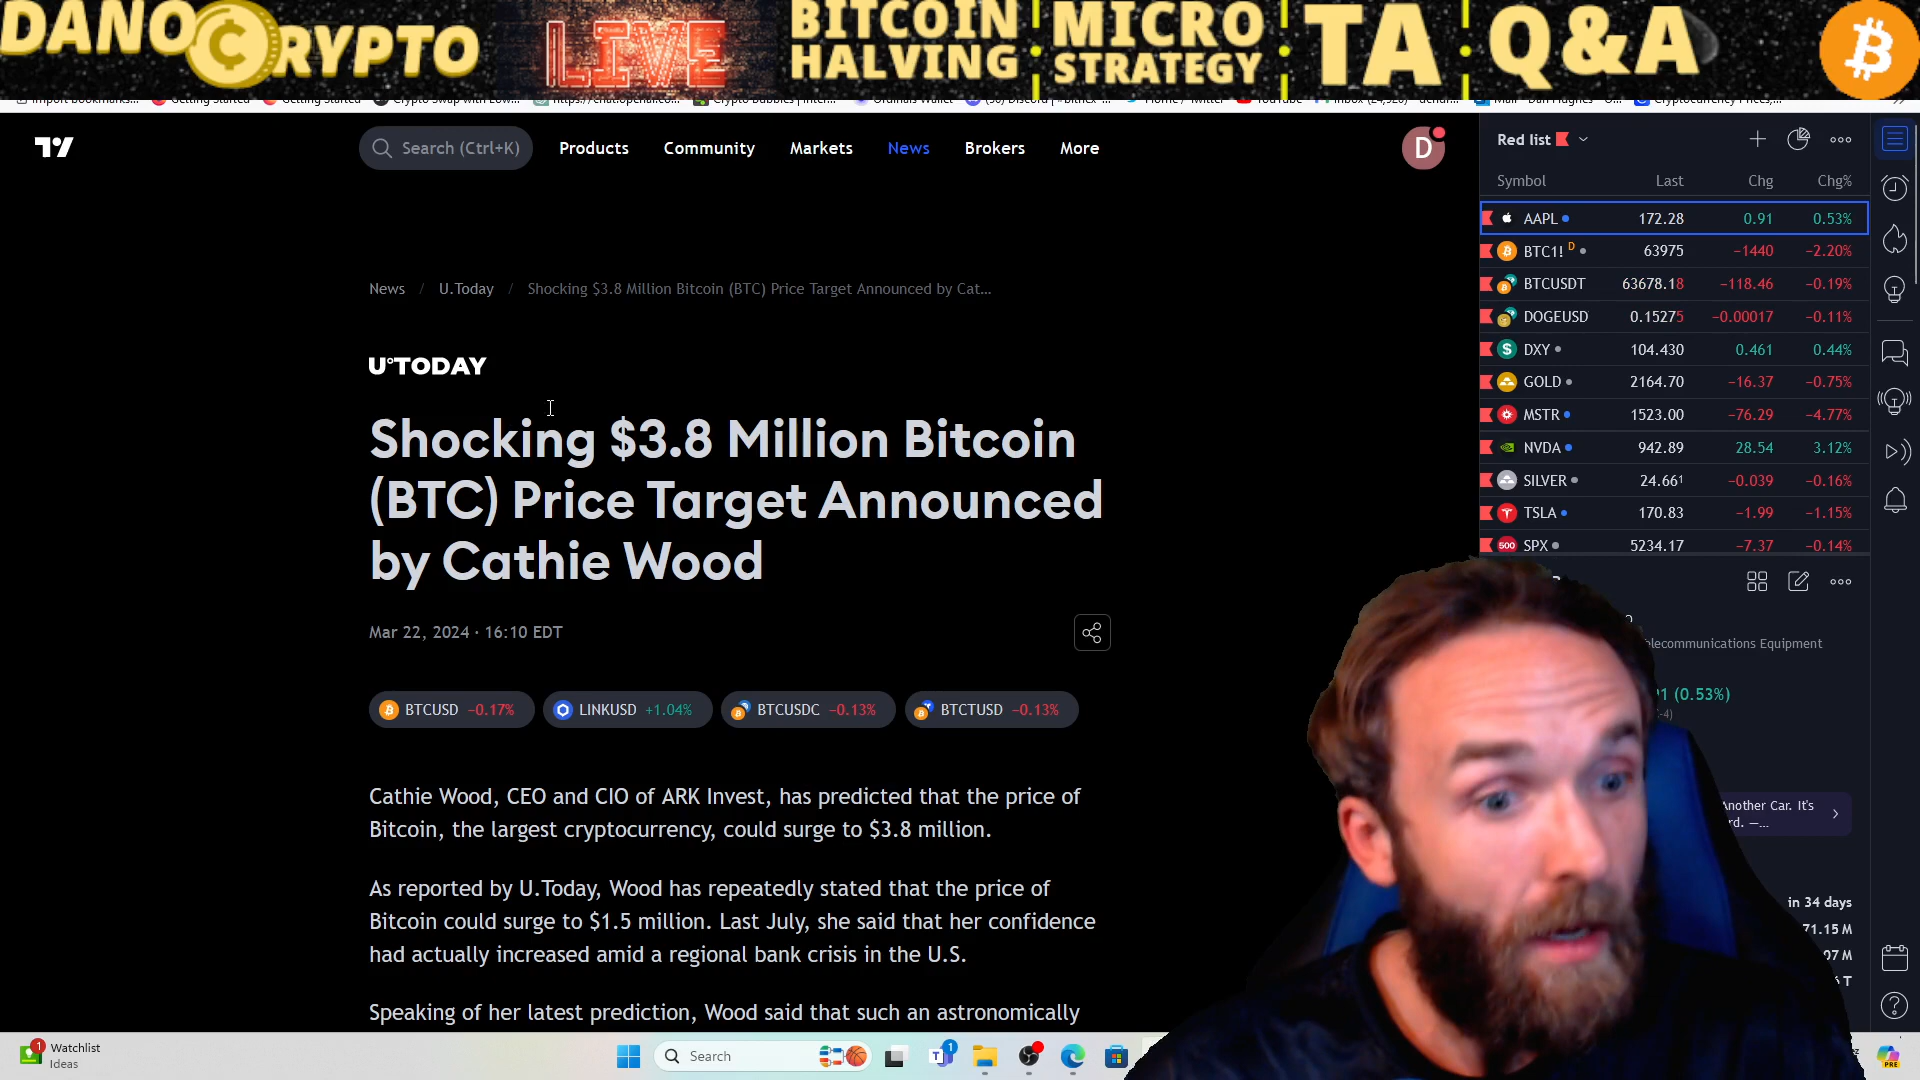 DANO CRYPTO LIVE BITCOIN HALVING · MICRO STRATEGY · TA · Q&A
Search (Ctrl+K)
Products
Community
Markets
News
Brokers
More
D
News / U.Today / Shocking $3.8 Million Bitcoin (BTC) Price Target Announced by Cat...
U°TODAY
Shocking $3.8 Million Bitcoin
(BTC) Price Target Announced
by Cathie Wood
Mar 22, 2024 · 16:10 EDT
BTCUSD −0.17% LINKUSD +1.04% BTCUSDC −0.13% BTCTUSD −0.13%
Cathie Wood, CEO and CIO of ARK Invest, has predicted that the price of
Bitcoin, the largest cryptocurrency, could surge to $3.8 million.
As reported by U.Today, Wood has repeatedly stated that the price of
Bitcoin could surge to $1.5 million. Last July, she said that her confidence
had actually increased amid a regional bank crisis in the U.S.
Speaking of her latest prediction, Wood said that such an astronomically
Red list
Symbol Last Chg Chg%
AAPL 172.28 0.91 0.53%
BTC1! D 63975 −1440 −2.20%
BTCUSDT 63678.18 −118.46 −0.19%
DOGEUSD 0.15275 −0.00017 −0.11%
DXY 104.430 0.461 0.44%
GOLD 2164.70 −16.37 −0.75%
MSTR 1523.00 −76.29 −4.77%
NVDA 942.89 28.54 3.12%
SILVER 24.661 −0.039 −0.16%
TSLA 170.83 −1.99 −1.15%
500 SPX 5234.17 −7.37 −0.14%
Telecommunications Equipment
(0.53%)
Another Car. It's
in 34 days
71.15 M
07 M
T
Watchlist
Ideas
Search